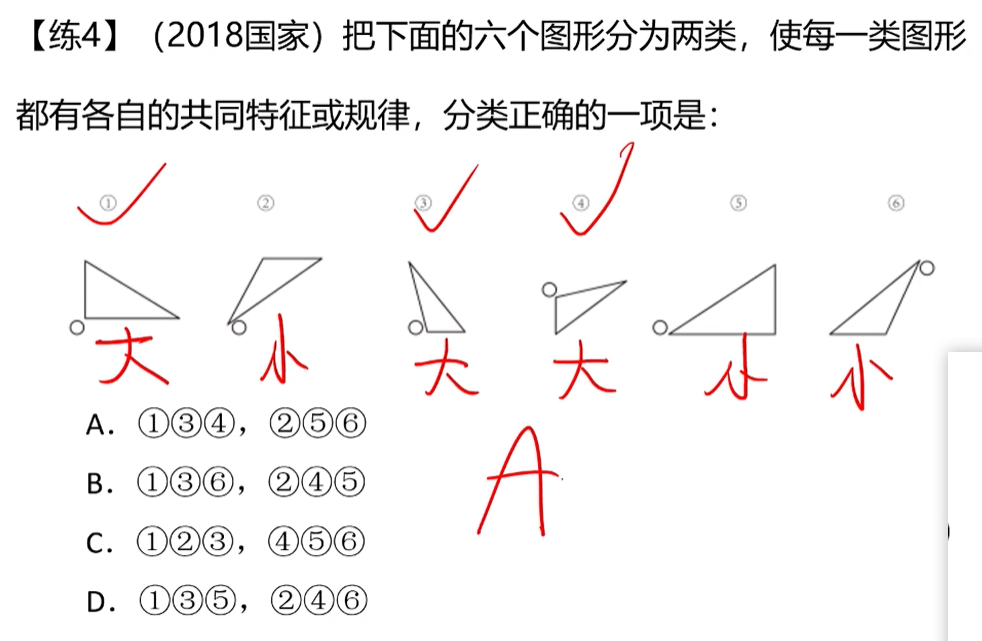 【练4】（2018国家）把下面的六个图形分为两类，使每一类图形
都有各自的共同特征或规律，分类正确的一项是：
① ② ③ ④ ⑤ ⑥
大 小 大 大 小 小
A. ①③④，②⑤⑥
B. ①③⑥，②④⑤
C. ①②③，④⑤⑥
D. ①③⑤，②④⑥
A